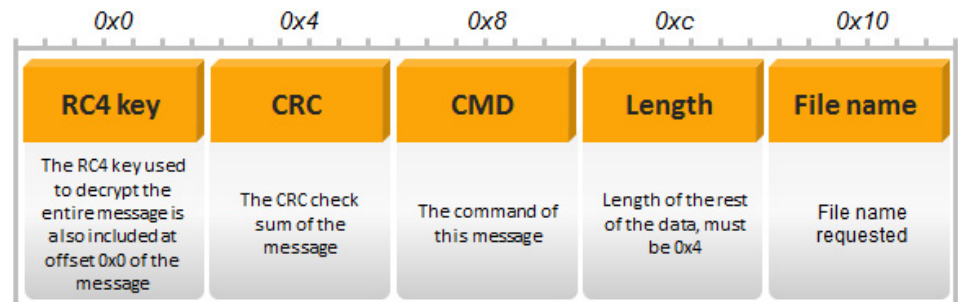 0x0 0x4 0x8 0xc 0x10
RC4 key CRC CMD Length File name
The RC4 key used
to decrypt the
entire message is
also included at
offset 0x0 of the
message
The CRC check
sum of the
message
The command of
this message
Length of the rest
of the data, must
be 0x4
File name
requested